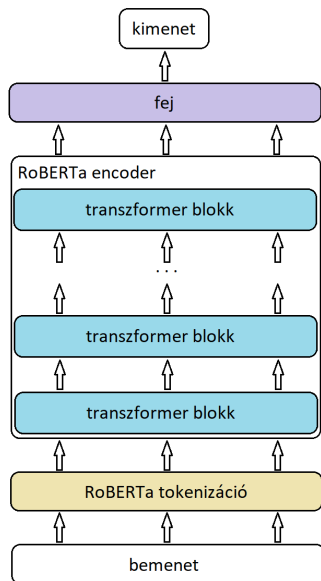 kimenet
fej
RoBERTa encoder
transzformer blokk
...
transzformer blokk
transzformer blokk
RoBERTa tokenizáció
bemenet